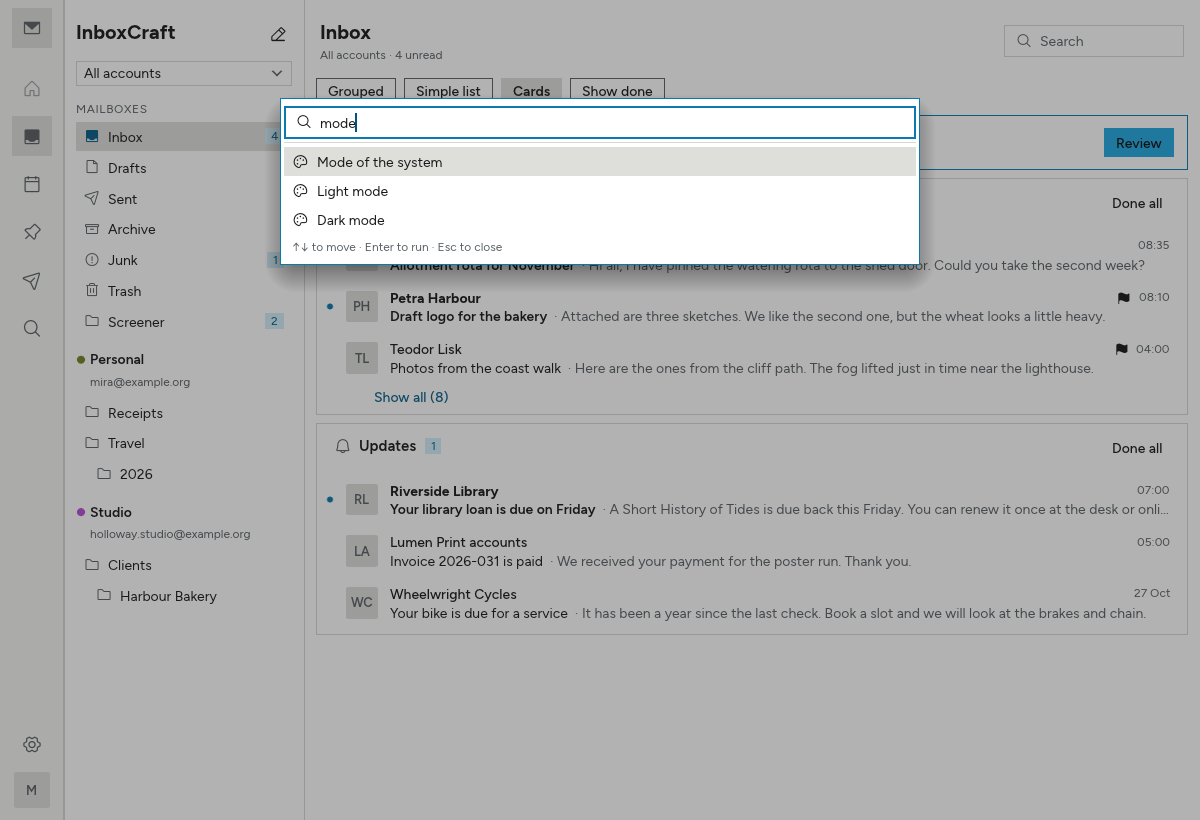 InboxCraft
All accounts
MAILBOXES
Inbox 4
Drafts
Sent
Archive
Junk 1
Trash
Screener 2
Personal
mira@example.org
Receipts
Travel
2026
Studio
holloway.studio@example.org
Clients
Harbour Bakery
M
Inbox
All accounts · 4 unread
Search
Grouped
Simple list
Cards
Show done
mode
Mode of the system
Light mode
Dark mode
↑↓ to move · Enter to run · Esc to close
Review
Done all
08:35
Allotment rota for November · Hi all, I have pinned the watering rota to the shed door. Could you take the second week?
PH
Petra Harbour 08:10
Draft logo for the bakery · Attached are three sketches. We like the second one, but the wheat looks a little heavy.
TL
Teodor Lisk 04:00
Photos from the coast walk · Here are the ones from the cliff path. The fog lifted just in time near the lighthouse.
Show all (8)
Updates 1
Done all
RL
Riverside Library 07:00
Your library loan is due on Friday · A Short History of Tides is due back this Friday. You can renew it once at the desk or onli...
LA
Lumen Print accounts 05:00
Invoice 2026-031 is paid · We received your payment for the poster run. Thank you.
WC
Wheelwright Cycles 27 Oct
Your bike is due for a service · It has been a year since the last check. Book a slot and we will look at the brakes and chain.